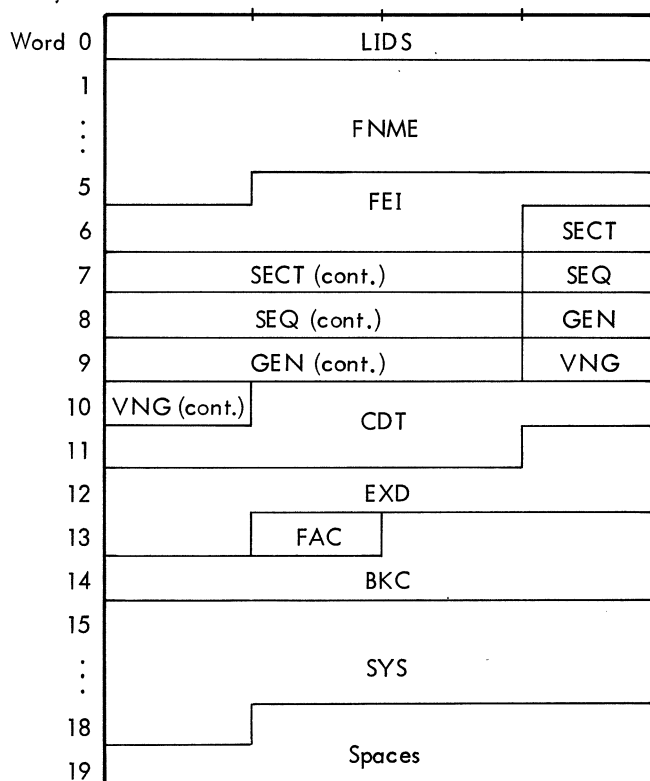 Word 0 LIDS
1
⋮ FNME
5
FEI
6 SECT
7 SECT (cont.) SEQ
8 SEQ (cont.) GEN
9 GEN (cont.) VNG
10 VNG (cont.)
CDT
11
12 EXD
13 FAC
14 BKC
15
⋮ SYS
18
Spaces
19